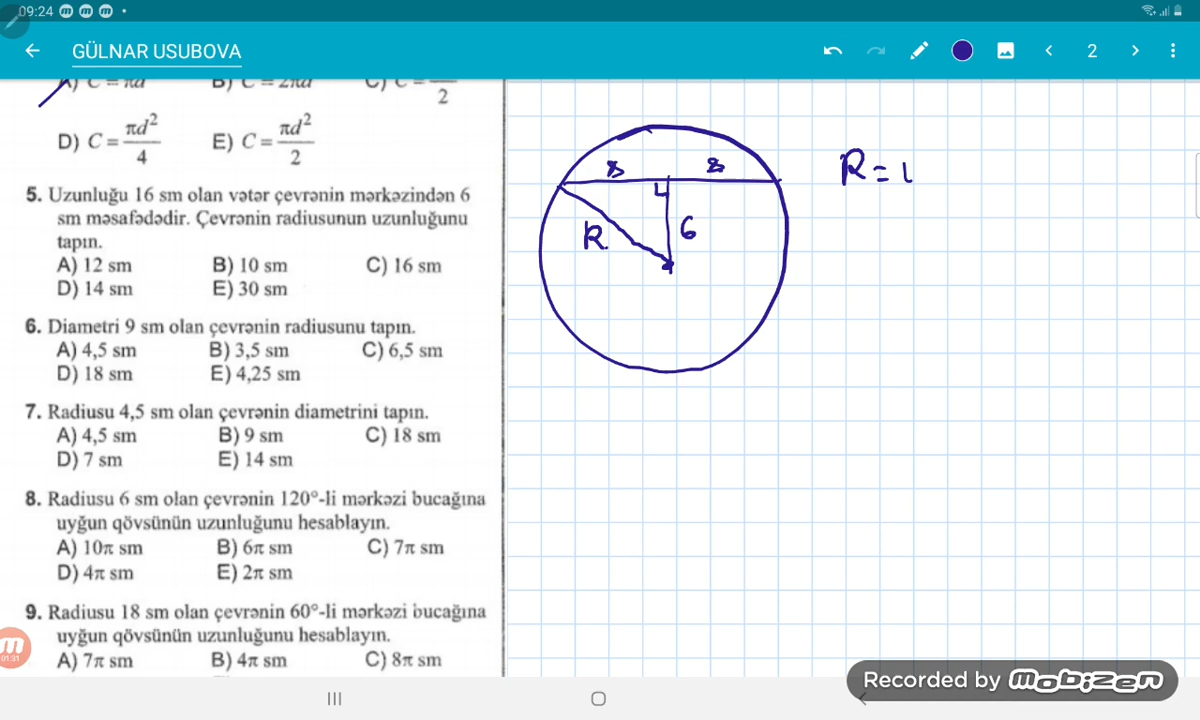 09:24
GÜLNAR USUBOVA
2
A) C = πd B) C = 2πd C) C = 2
D) C = πd²/4 E) C = πd²/2
5. Uzunluğu 16 sm olan vətər çevrənin mərkəzindən 6
sm məsafədədir. Çevrənin radiusunun uzunluğunu
tapın.
A) 12 sm B) 10 sm C) 16 sm
D) 14 sm E) 30 sm
6. Diametri 9 sm olan çevrənin radiusunu tapın.
A) 4,5 sm B) 3,5 sm C) 6,5 sm
D) 18 sm E) 4,25 sm
7. Radiusu 4,5 sm olan çevrənin diametrini tapın.
A) 4,5 sm B) 9 sm C) 18 sm
D) 7 sm E) 14 sm
8. Radiusu 6 sm olan çevrənin 120°-li mərkəzi bucağına
uyğun qövsünün uzunluğunu hesablayın.
A) 10π sm B) 6π sm C) 7π sm
D) 4π sm E) 2π sm
9. Radiusu 18 sm olan çevrənin 60°-li mərkəzi bucağına
uyğun qövsünün uzunluğunu hesablayın.
A) 7π sm B) 4π sm C) 8π sm
8 8
R 6
R = 1
01:31
Recorded by mobizen